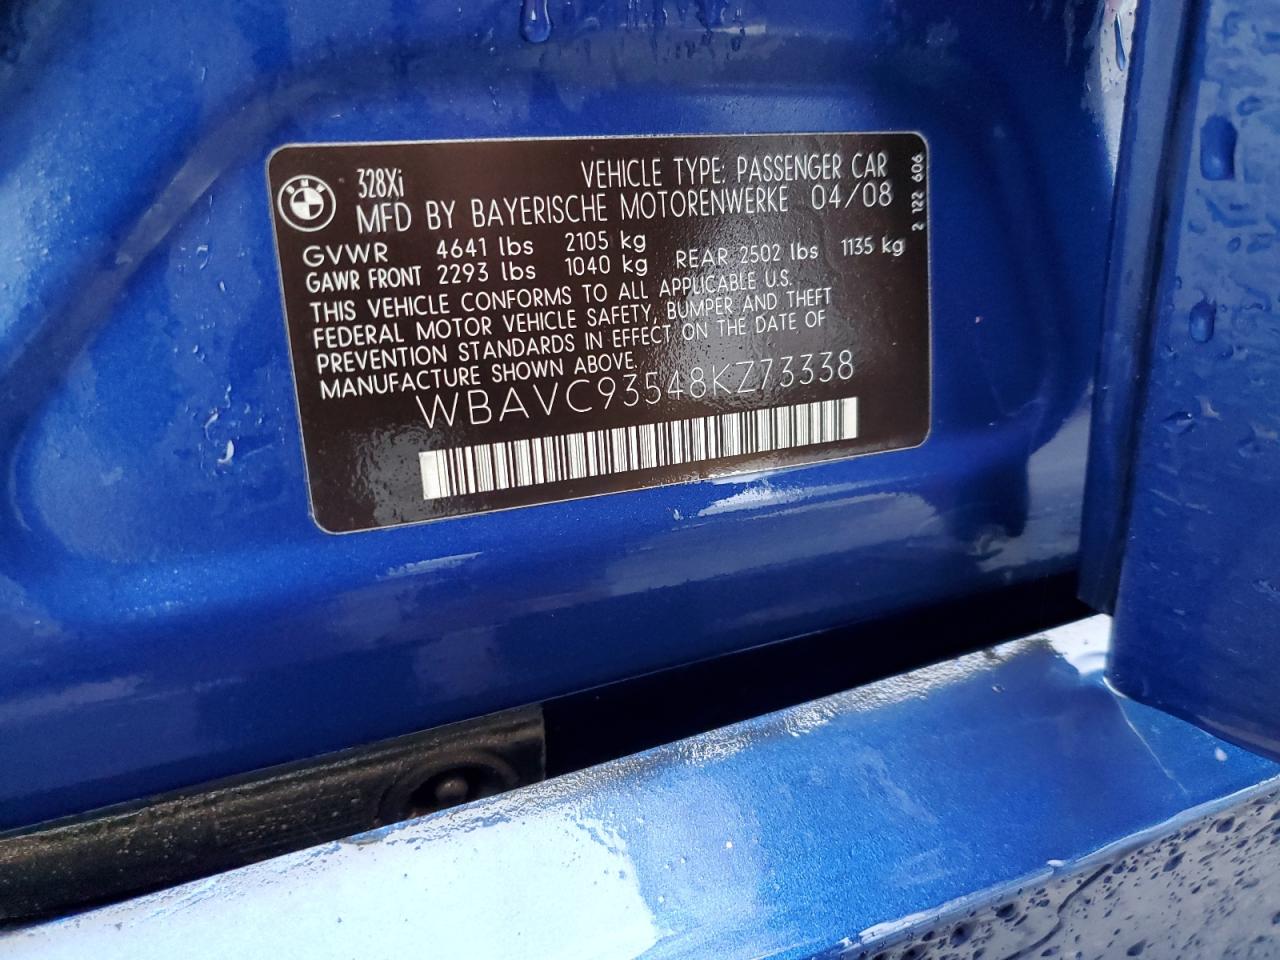 328Xi VEHICLE TYPE: PASSENGER CAR
MFD BY BAYERISCHE MOTORENWERKE 04/08
GVWR 4641 lbs 2105 kg
GAWR FRONT 2293 lbs 1040 kg REAR 2502 lbs 1135 kg
THIS VEHICLE CONFORMS TO ALL APPLICABLE U.S.
FEDERAL MOTOR VEHICLE SAFETY, BUMPER AND THEFT
PREVENTION STANDARDS IN EFFECT ON THE DATE OF
MANUFACTURE SHOWN ABOVE.
WBAVC93548KZ73338
2 122 606